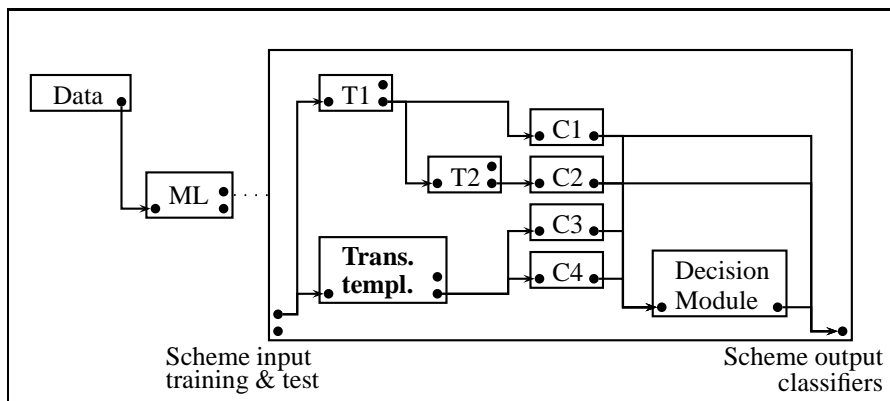 Data
ML
T1
T2
C1
C2
C3
C4
Trans.
templ.
Decision
Module
Scheme input
training & test
Scheme output
classifiers